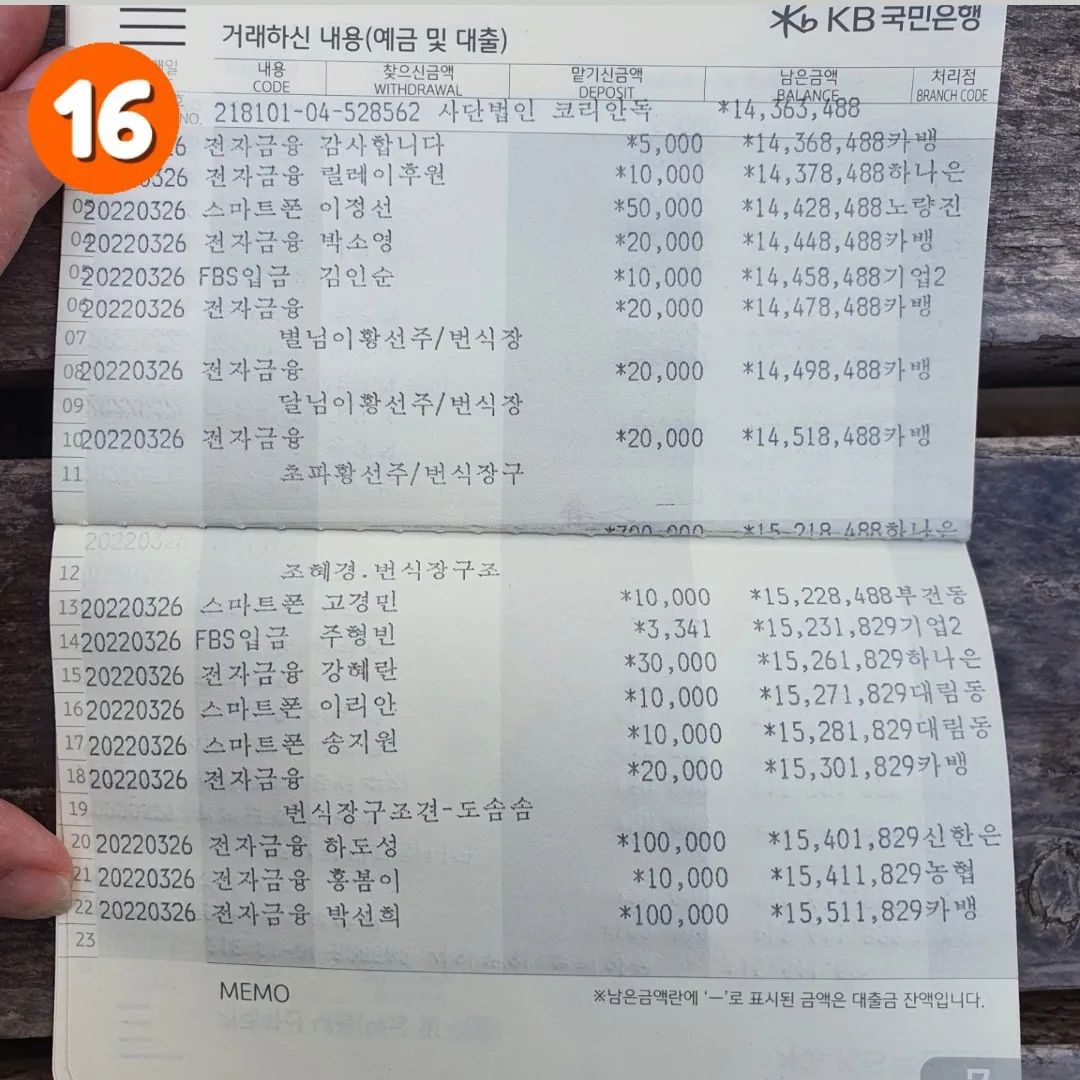 16
KB국민은행
거래하신 내용(예금 및 대출)
내용 찾으신금액 맡기신금액 남은금액 처리점
CODE WITHDRAWAL DEPOSIT BALANCE BRANCH CODE
NO. 218101-04-528562 사단법인 코리안독 *14,363,488
전자금융 감사합니다 *5,000 *14,368,488카뱅
전자금융 릴레이후원 *10,000 *14,378,488하나은
20220326 스마트폰 이정선 *50,000 *14,428,488노량진
04 20220326 전자금융 박소영 *20,000 *14,448,488카뱅
05 20220326 FBS입금 김인순 *10,000 *14,458,488기업2
06 20220326 전자금융 *20,000 *14,478,488카뱅
07 별님이황선주/번식장
08 20220326 전자금융 *20,000 *14,498,488카뱅
09 달님이황선주/번식장
10 20220326 전자금융 *20,000 *14,518,488카뱅
11 초파황선주/번식장구
20220326 *700,000 *15,218,488하나은
12 조혜경.번식장구조
13 20220326 스마트폰 고경민 *10,000 *15,228,488부전동
14 20220326 FBS입금 주형빈 *3,341 *15,231,829기업2
15 20220326 전자금융 강혜란 *30,000 *15,261,829하나은
16 20220326 스마트폰 이리안 *10,000 *15,271,829대림동
17 20220326 스마트폰 송지원 *10,000 *15,281,829대림동
18 20220326 전자금융 *20,000 *15,301,829카뱅
19 번식장구조견-도솜솜
20 20220326 전자금융 하도성 *100,000 *15,401,829신한은
21 20220326 전자금융 홍봄이 *10,000 *15,411,829농협
22 20220326 전자금융 박선희 *100,000 *15,511,829카뱅
23
MEMO
※남은금액란에 ‘—’로 표시된 금액은 대출금 잔액입니다.